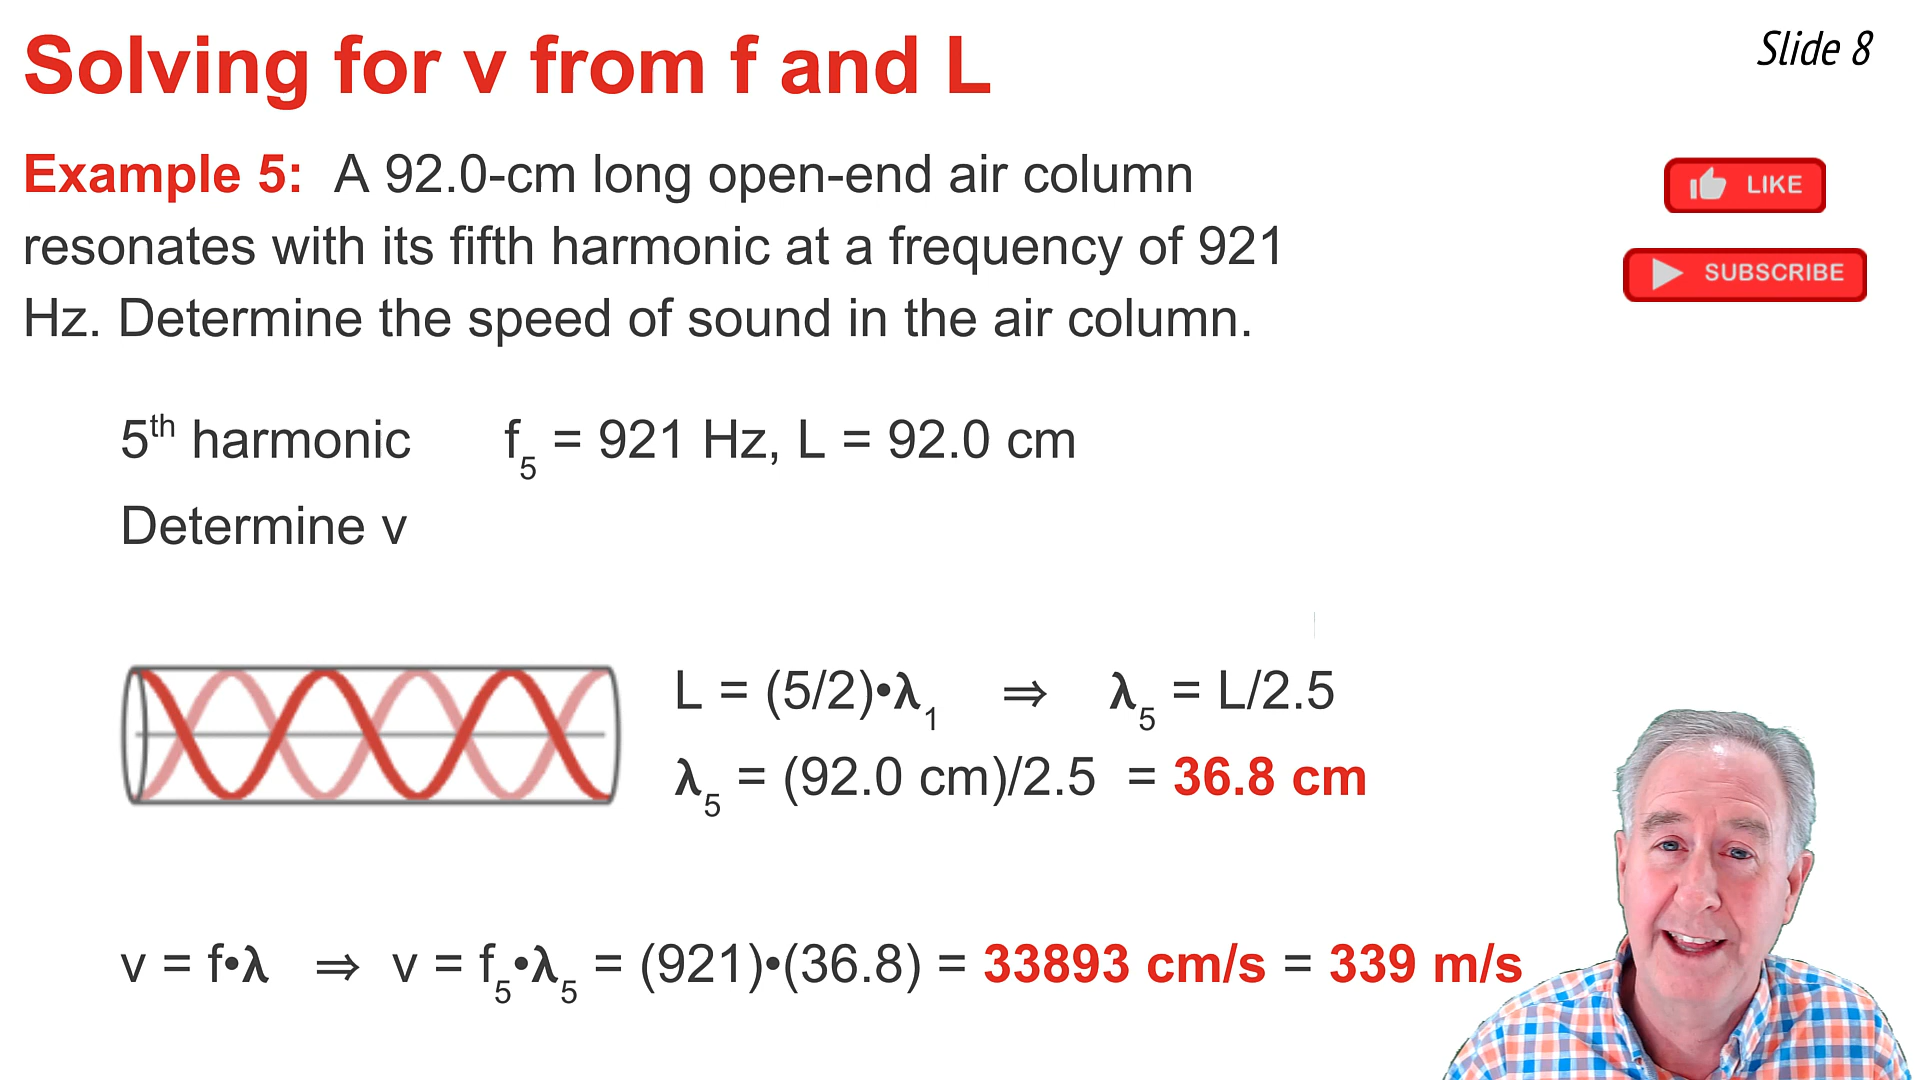 Solving for v from f and L
Slide 8
Example 5: A 92.0-cm long open-end air column
resonates with its fifth harmonic at a frequency of 921
Hz. Determine the speed of sound in the air column.
LIKE
SUBSCRIBE
5th harmonic f5 = 921 Hz, L = 92.0 cm
Determine v
L = (5/2)•λ1 ⇒ λ5 = L/2.5
λ5 = (92.0 cm)/2.5 = 36.8 cm
v = f•λ ⇒ v = f5•λ5 = (921)•(36.8) = 33893 cm/s = 339 m/s